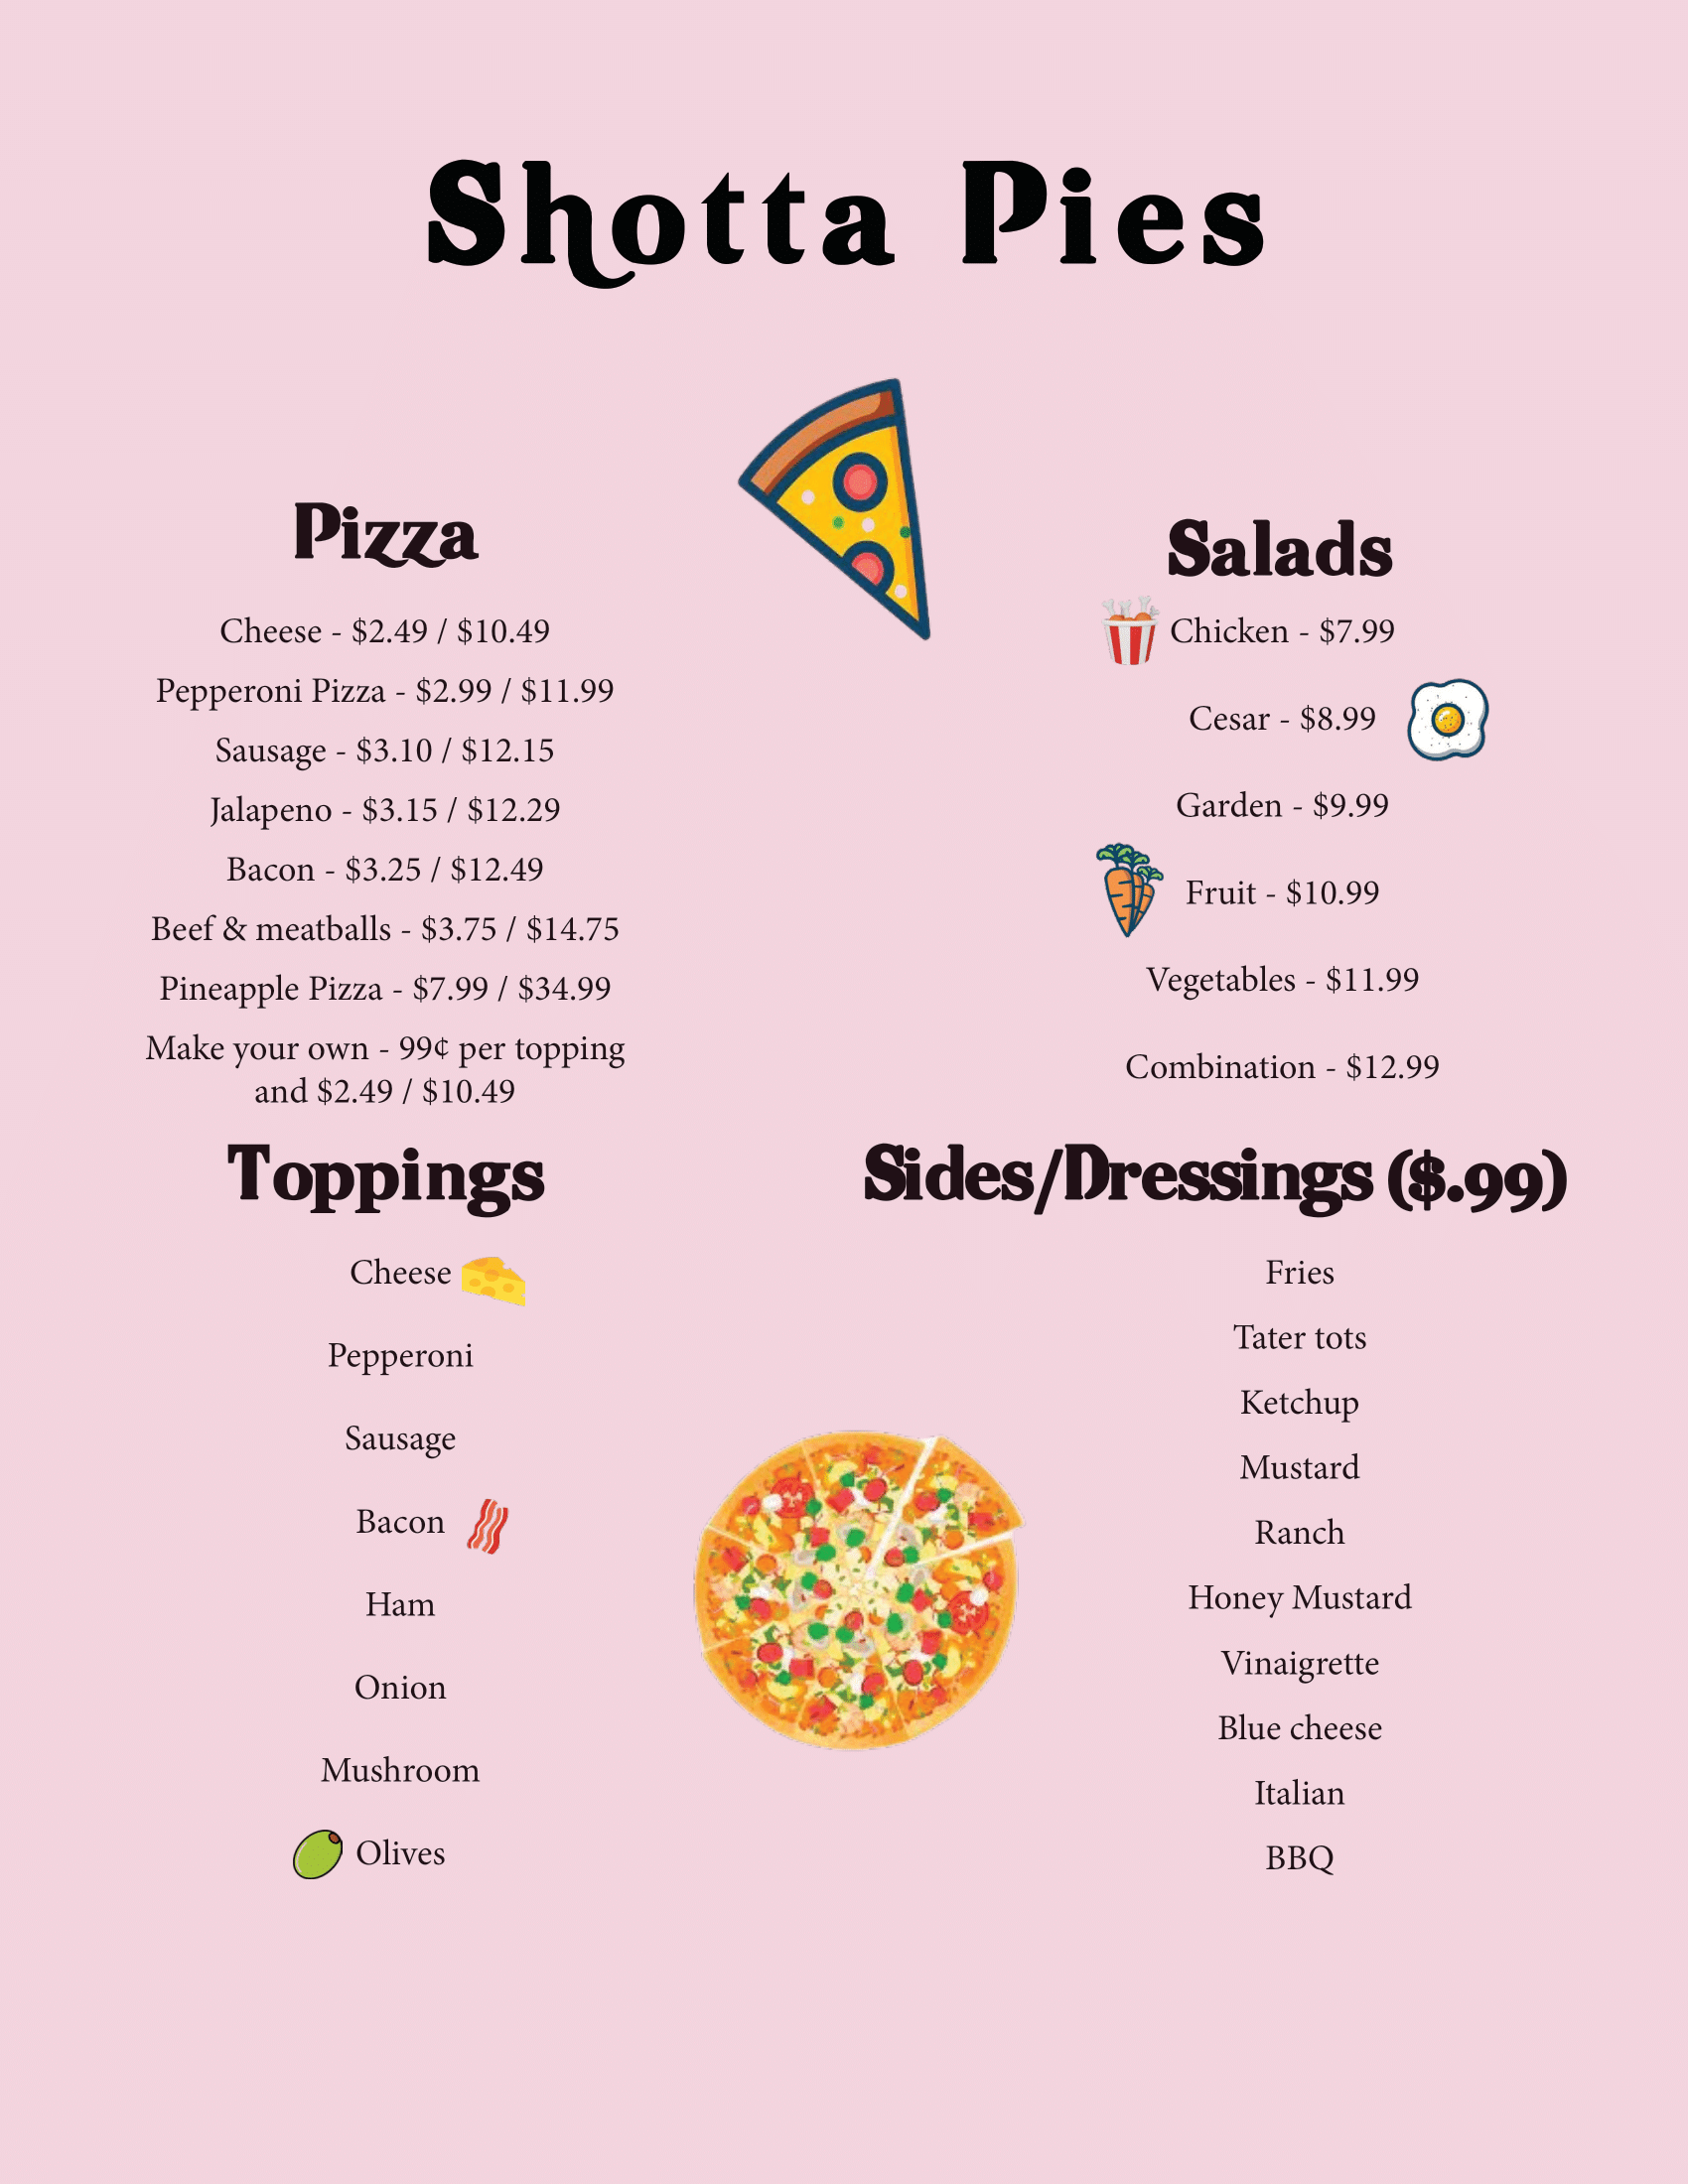 Shotta Pies
Pizza
Cheese - $2.49 / $10.49
Pepperoni Pizza - $2.99 / $11.99
Sausage - $3.10 / $12.15
Jalapeno - $3.15 / $12.29
Bacon - $3.25 / $12.49
Beef & meatballs - $3.75 / $14.75
Pineapple Pizza - $7.99 / $34.99
Make your own - 99¢ per topping
and $2.49 / $10.49
Salads
Chicken - $7.99
Cesar - $8.99
Garden - $9.99
Fruit - $10.99
Vegetables - $11.99
Combination - $12.99
Toppings
Cheese
Pepperoni
Sausage
Bacon
Ham
Onion
Mushroom
Olives
Sides/Dressings ($.99)
Fries
Tater tots
Ketchup
Mustard
Ranch
Honey Mustard
Vinaigrette
Blue cheese
Italian
BBQ